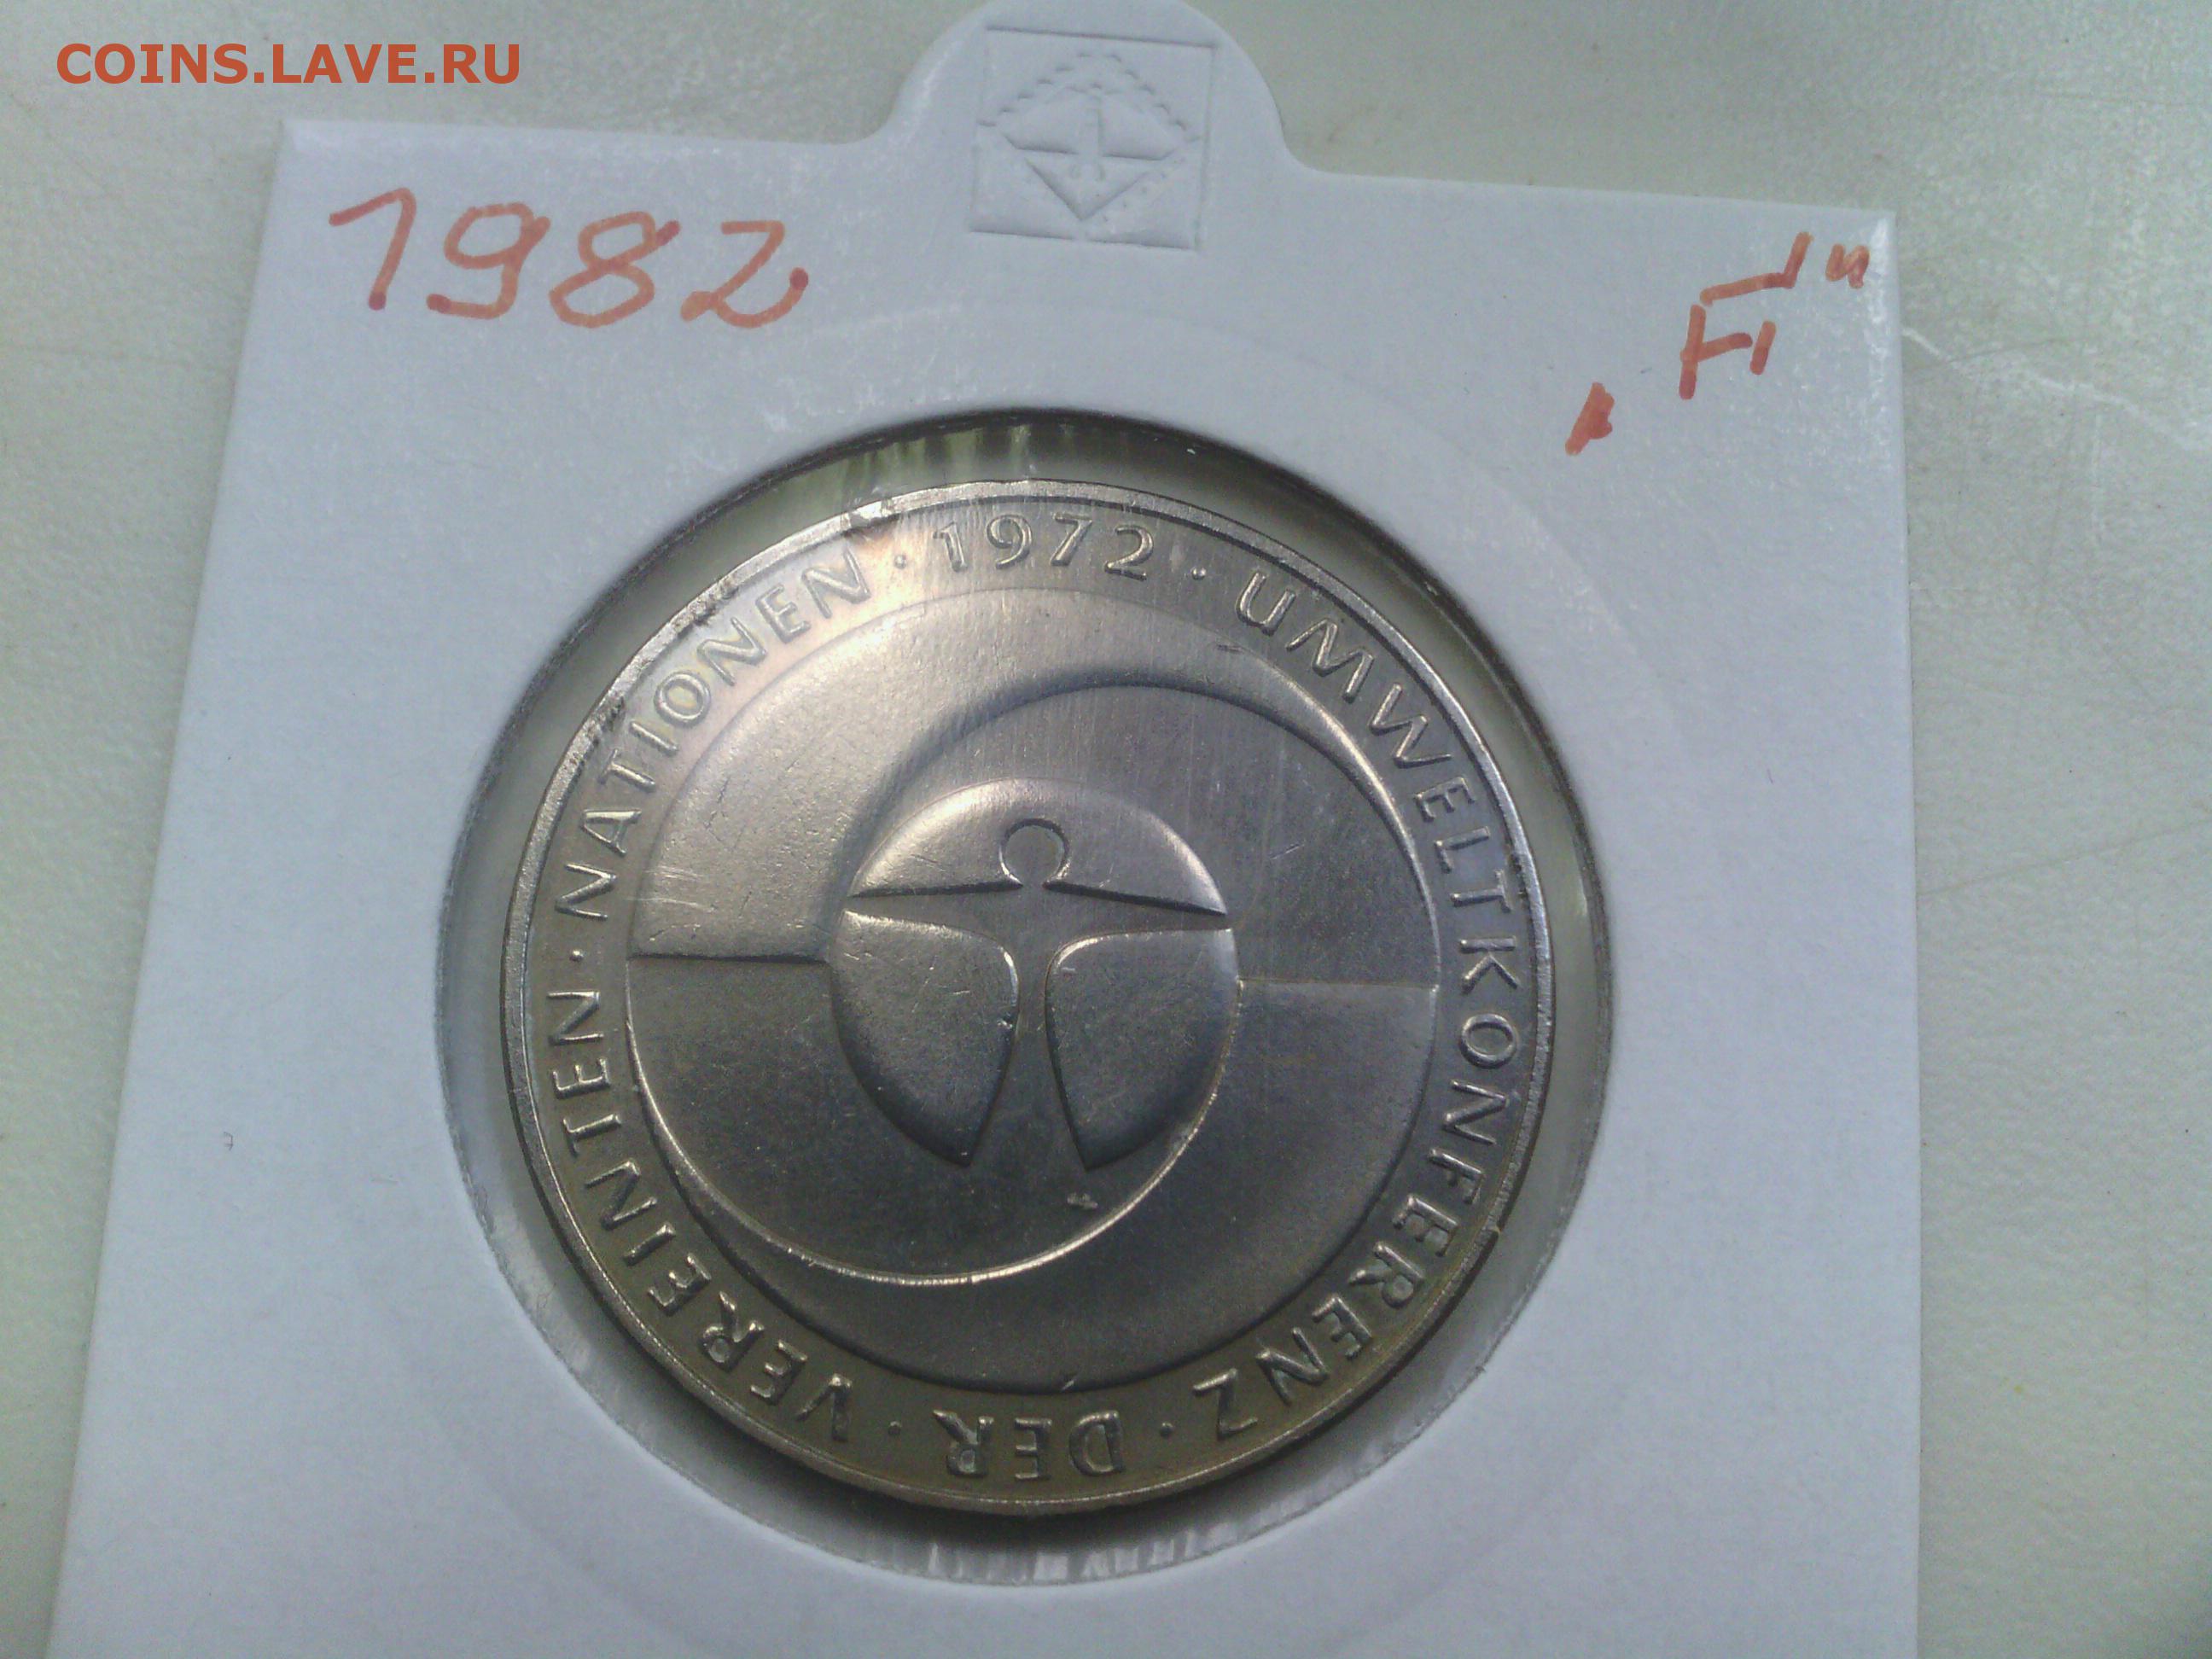 COINS.LAVE.RU
1982
„F"
1972 · UMWELTKONFERENZ · DER · VEREINTEN · NATIONEN ·
F